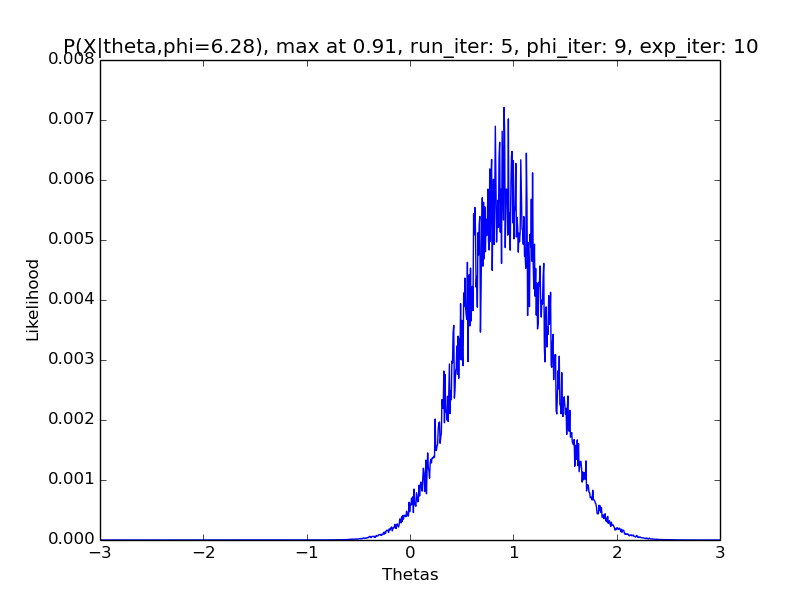 P(X|theta,phi=6.28), max at 0.91, run_iter: 5, phi_iter: 9, exp_iter: 10
0.008
0.007
0.006
0.005
0.004
0.003
0.002
0.001
0.000
Likelihood
−3 −2 −1 0 1 2 3
Thetas